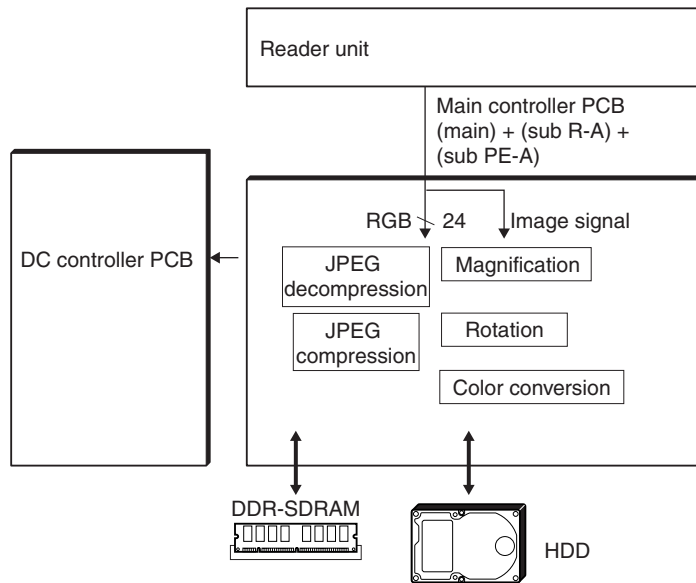 Reader unit
Main controller PCB
(main) + (sub R-A) +
(sub PE-A)
DC controller PCB
RGB 24
Image signal
JPEG
decompression
Magnification
JPEG
compression
Rotation
Color conversion
DDR-SDRAM
HDD